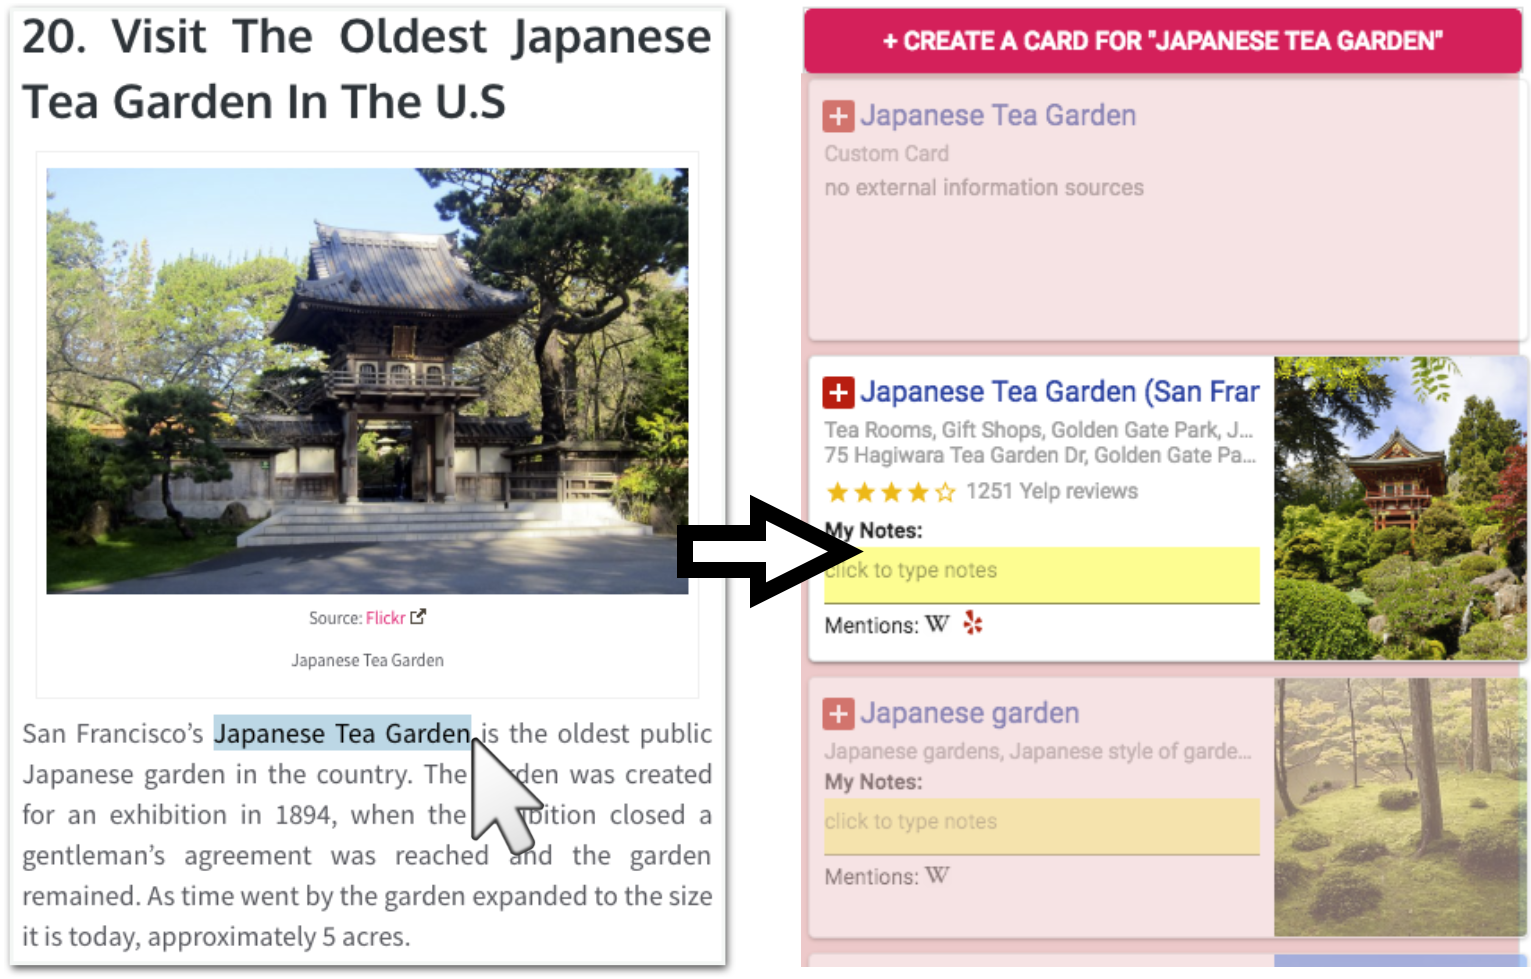 20. Visit The Oldest Japanese
Tea Garden In The U.S
Source: Flickr
Japanese Tea Garden
San Francisco’s Japanese Tea Garden is the oldest public
Japanese garden in the country. The garden was created
for an exhibition in 1894, when the exhibition closed a
gentleman’s agreement was reached and the garden
remained. As time went by the garden expanded to the size
it is today, approximately 5 acres.
+ CREATE A CARD FOR "JAPANESE TEA GARDEN"
+ Japanese Tea Garden
Custom Card
no external information sources
+ Japanese Tea Garden (San Frar
Tea Rooms, Gift Shops, Golden Gate Park, J...
75 Hagiwara Tea Garden Dr, Golden Gate Pa...
1251 Yelp reviews
My Notes:
click to type notes
Mentions: W
+ Japanese garden
Japanese gardens, Japanese style of garde...
My Notes:
click to type notes
Mentions: W